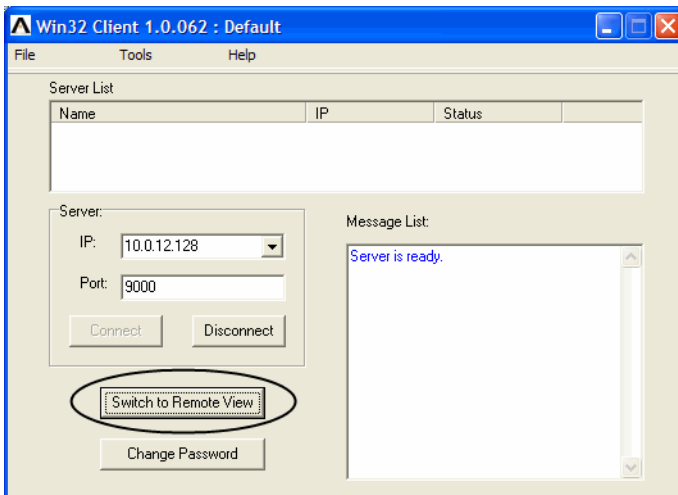 Win32 Client 1.0.062 : Default
File Tools Help
Server List
Name IP Status
Server:
IP: 10.0.12.128
Port: 9000
Connect Disconnect
Switch to Remote View
Change Password
Message List:
Server is ready.